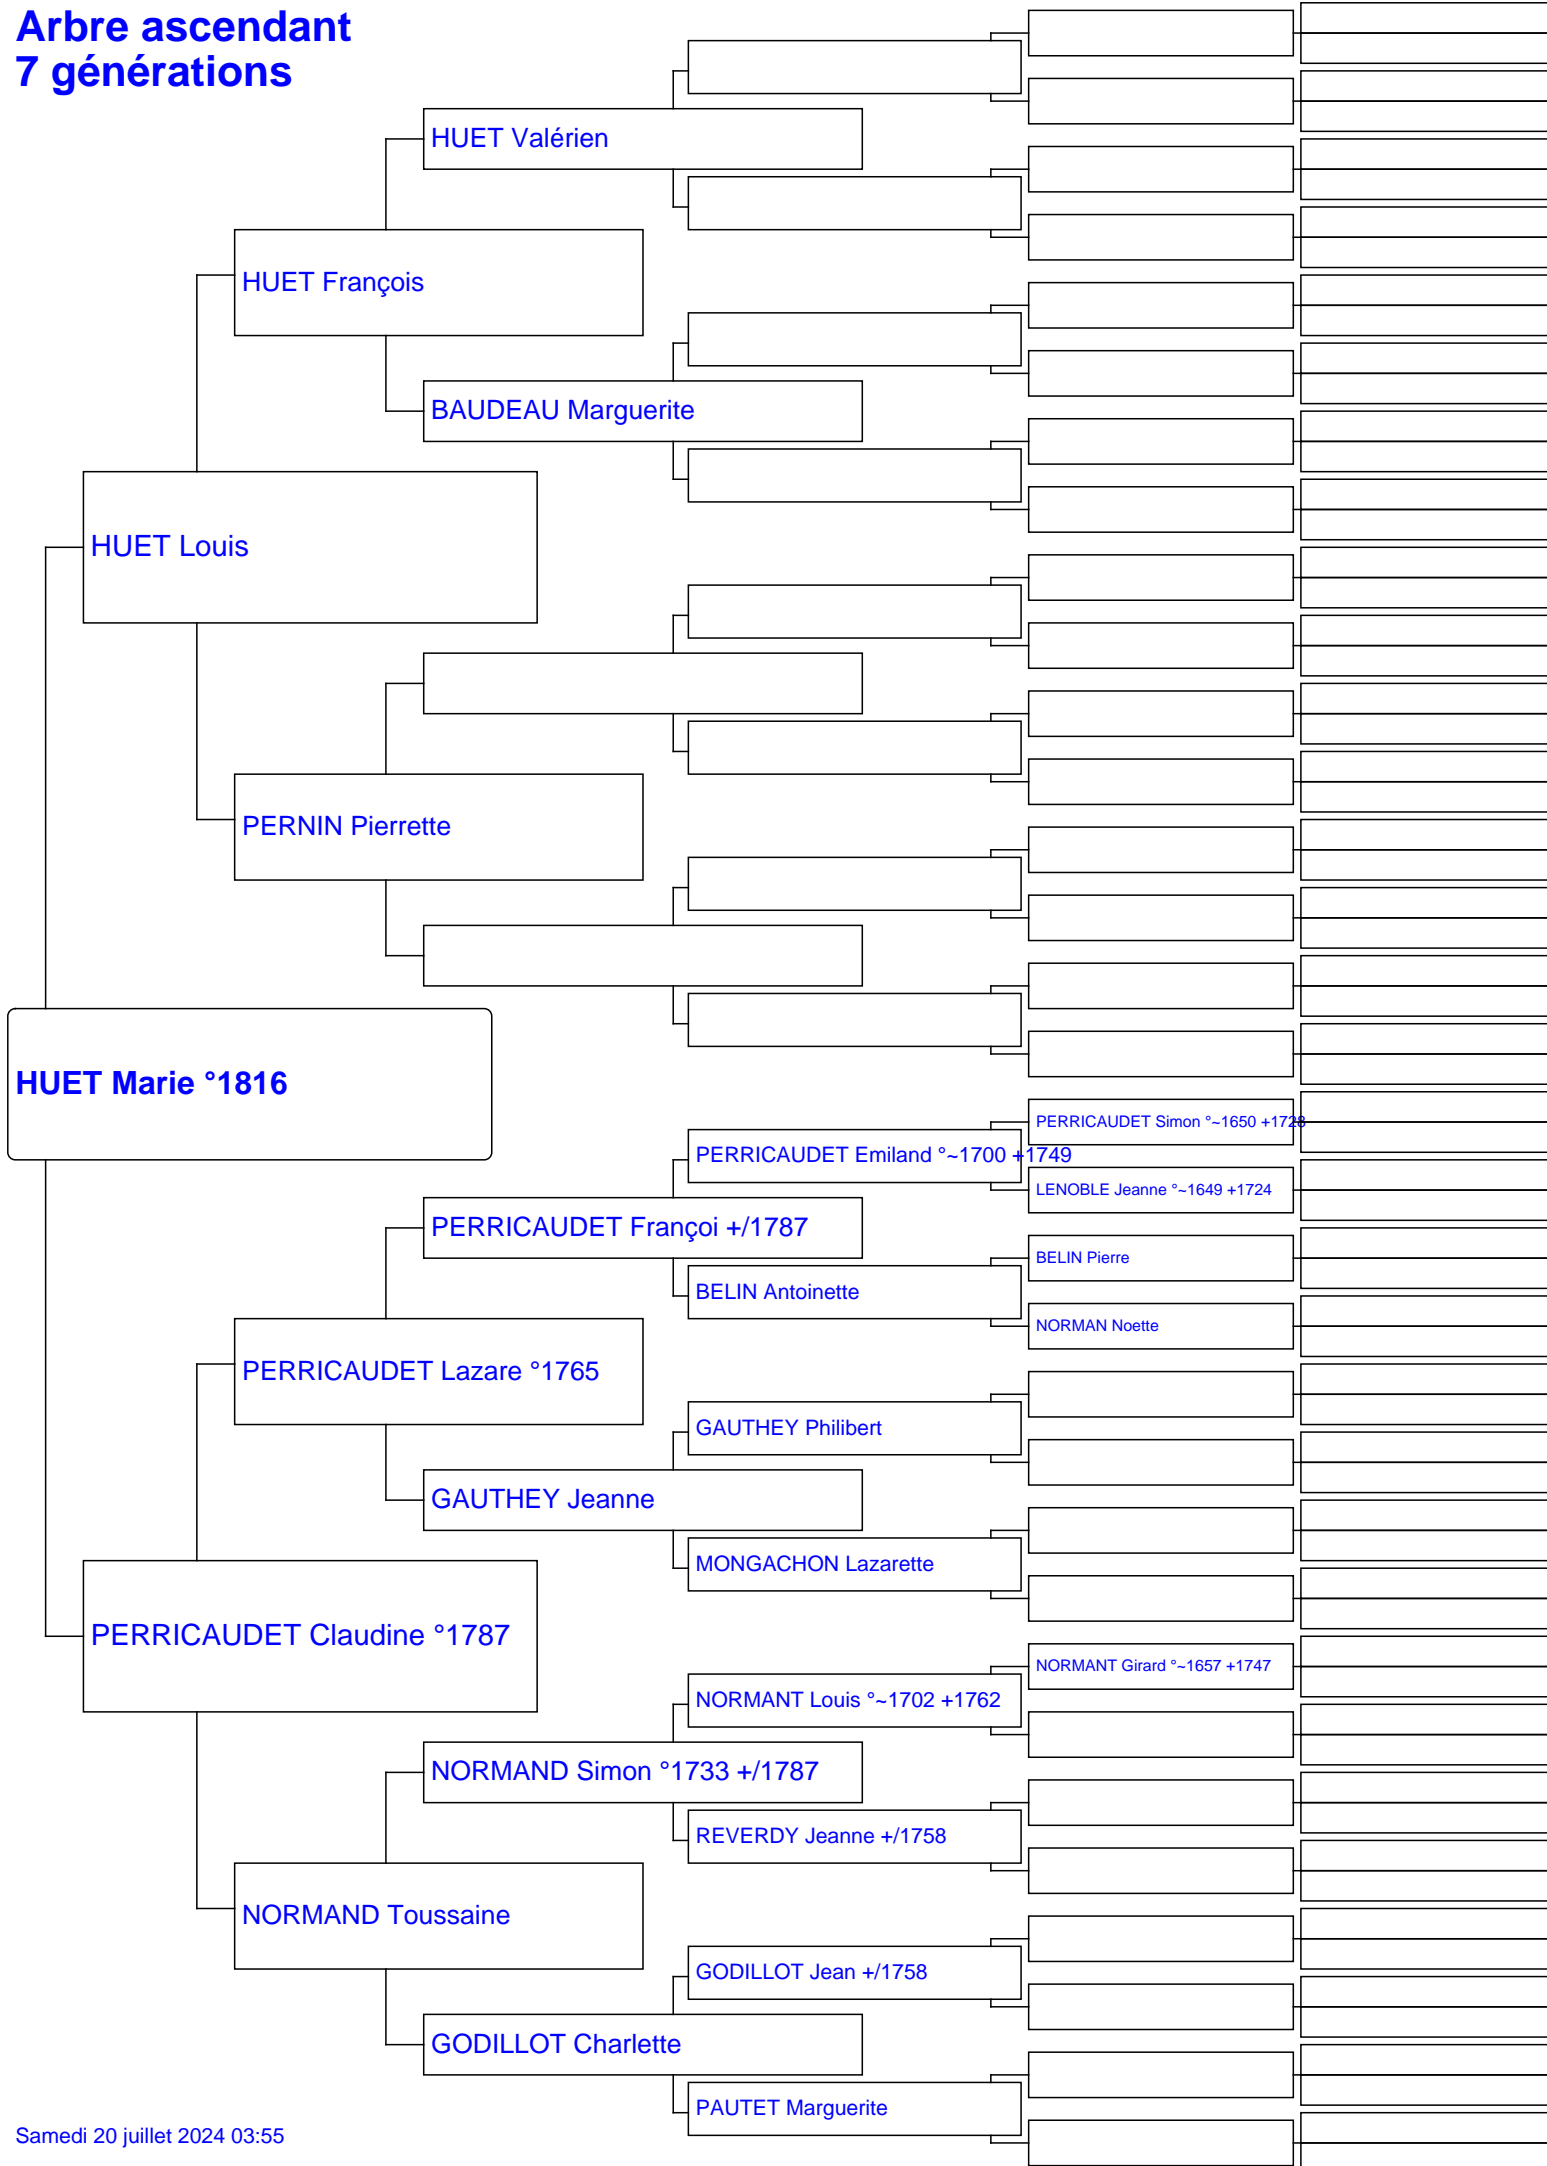 Arbre ascendant
7 générations
HUET Valérien
HUET François
BAUDEAU Marguerite
HUET Louis
PERNIN Pierrette
HUET Marie °1816
PERRICAUDET Simon °~1650 +1728
PERRICAUDET Emiland °~1700 +1749
LENOBLE Jeanne °~1649 +1724
PERRICAUDET Françoi +/1787
BELIN Pierre
BELIN Antoinette
NORMAN Noette
PERRICAUDET Lazare °1765
GAUTHEY Philibert
GAUTHEY Jeanne
MONGACHON Lazarette
PERRICAUDET Claudine °1787
NORMANT Girard °~1657 +1747
NORMANT Louis °~1702 +1762
NORMAND Simon °1733 +/1787
REVERDY Jeanne +/1758
NORMAND Toussaine
GODILLOT Jean +/1758
GODILLOT Charlette
PAUTET Marguerite
Samedi 20 juillet 2024 03:55